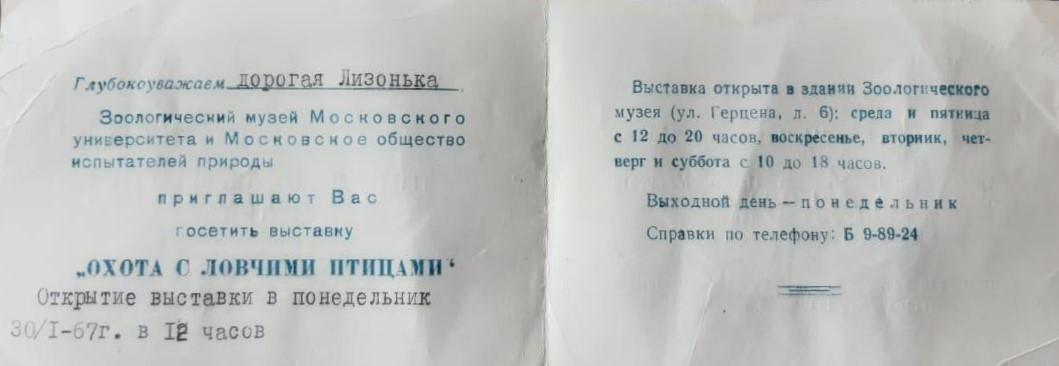 Глубокоуважаем дорогая Лизонька
Зоологический музей Московского
университета и Московское общество
испытателей природы
приглашают Вас
посетить выставку
„ОХОТА С ЛОВЧИМИ ПТИЦАМИ"
Открытие выставки в понедельник
30/I-67г. в 12 часов
Выставка открыта в здании Зоологического
музея (ул. Герцена, д. 6): среда и пятница
с 12 до 20 часов, воскресенье, вторник, чет-
верг и суббота с 10 до 18 часов.
Выходной день — понедельник
Справки по телефону: Б 9-89-24